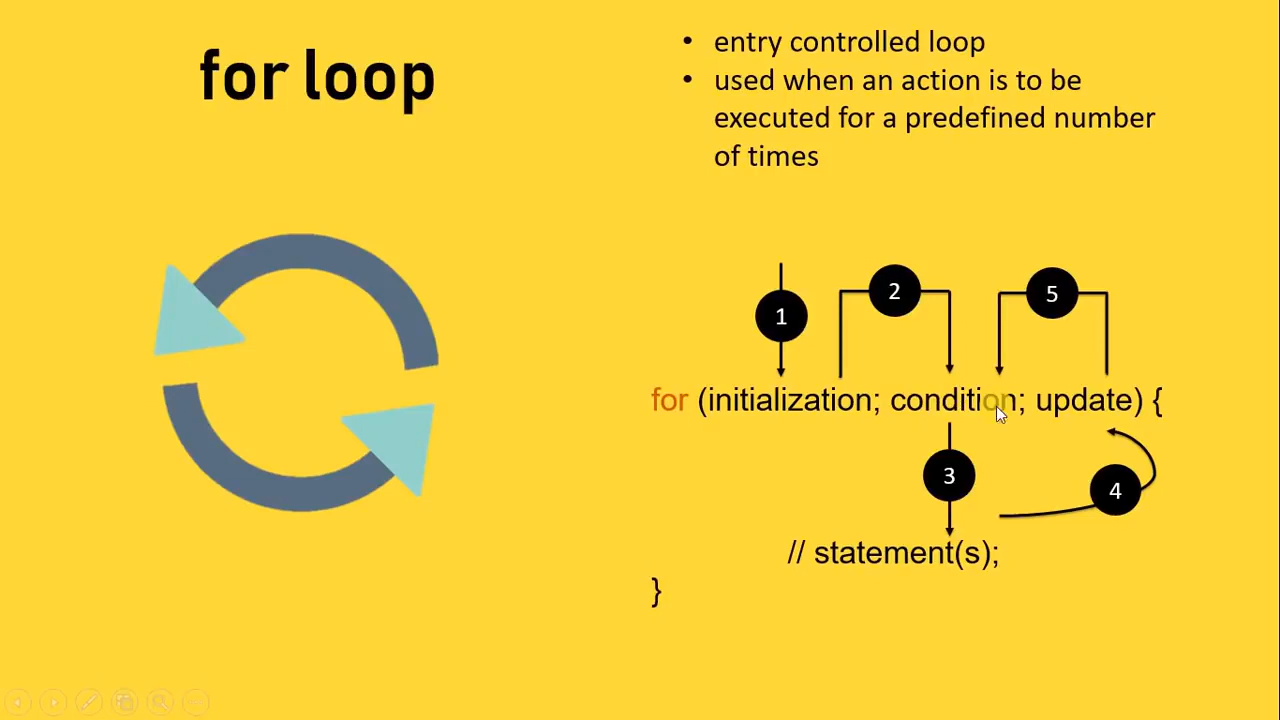 for loop
• entry controlled loop
• used when an action is to be
executed for a predefined number
of times
1
2
5
for (initialization; condition; update) {
3
4
// statement(s);
}